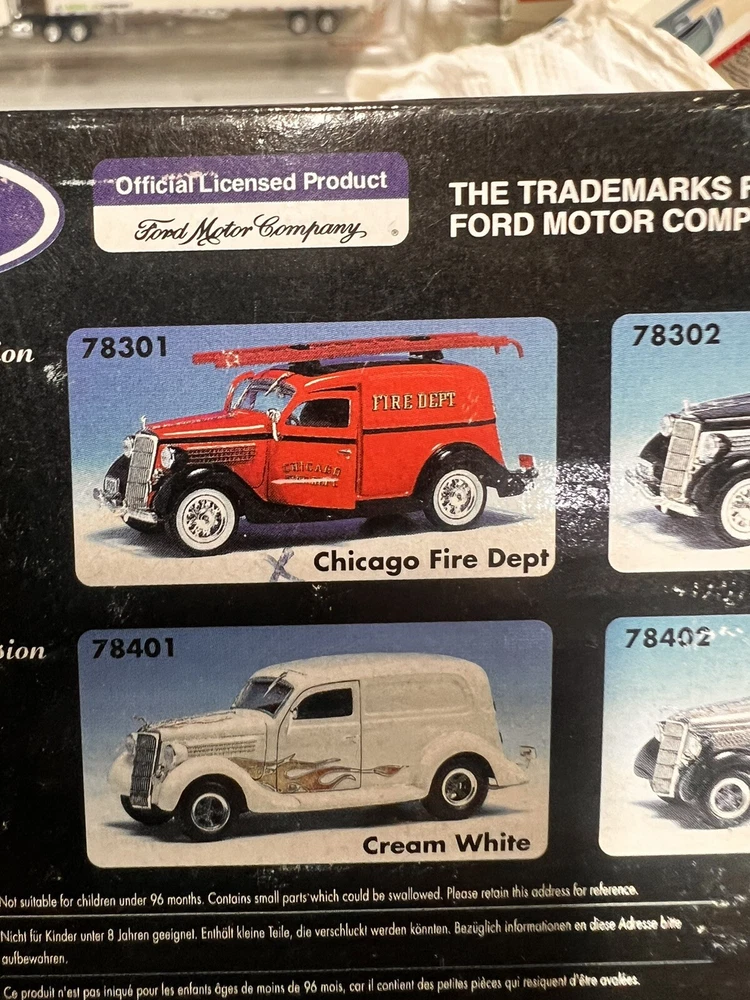 Official Licensed Product
Ford Motor Company ®
THE TRADEMARKS
FORD MOTOR COMP
ion
78301
FIRE DEPT
CHICAGO
Chicago Fire Dept
78302
sion
78401
Cream White
78402
Not suitable for children under 96 months. Contains small parts which could be swallowed. Please retain this address for reference.
Nicht für Kinder unter 8 Jahren geeignet. Enthält kleine Teile, die verschluckt werden könnten. Bezüglich informationen en diese Adresse bitte
aufbewahren.
Ce produit n'est pas iniqué pour les enfants âges de moins de 96 mois, car il contient des petites pièces qui resiquent d'être avalées.